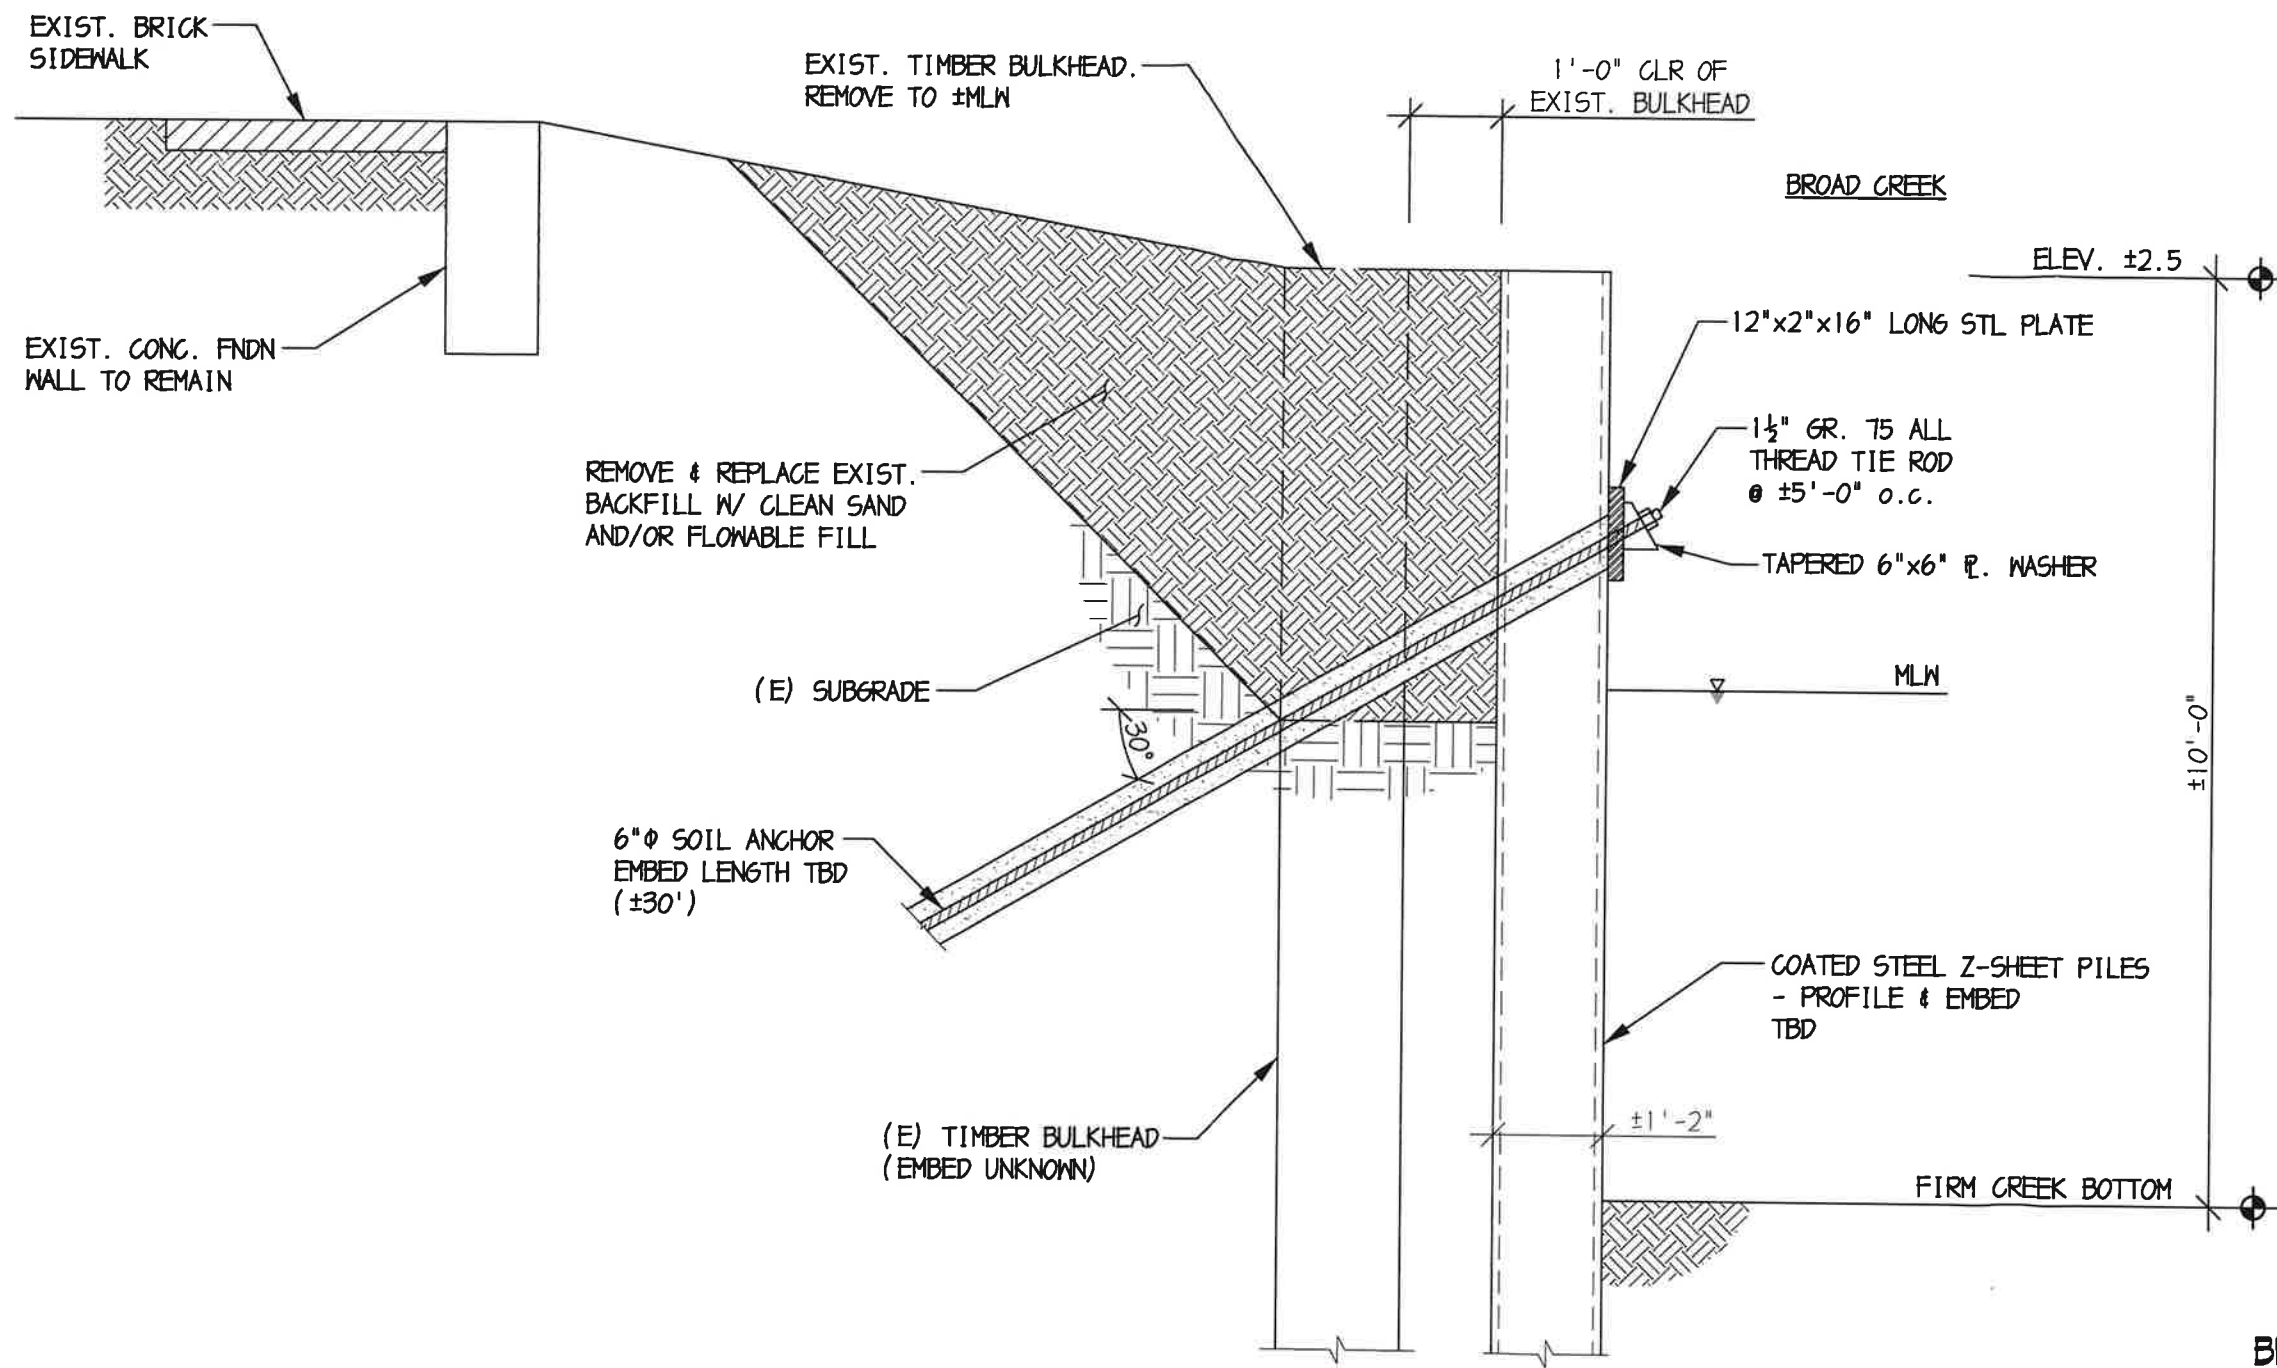 EXIST. BRICK
SIDEWALK
EXIST. TIMBER BULKHEAD.
REMOVE TO ±MLW
1'-0" CLR OF
EXIST. BULKHEAD
BROAD CREEK
ELEV. ±2.5
12"x2"x16" LONG STL PLATE
EXIST. CONC. FNDN
WALL TO REMAIN
1½" GR. 75 ALL
THREAD TIE ROD
@ ±5'-0" o.c.
REMOVE & REPLACE EXIST.
BACKFILL W/ CLEAN SAND
AND/OR FLOWABLE FILL
TAPERED 6"x6" PL. WASHER
(E) SUBGRADE
MLW
30°
±10'-0"
6"Φ SOIL ANCHOR
EMBED LENGTH TBD
(±30')
COATED STEEL Z-SHEET PILES
- PROFILE & EMBED
TBD
(E) TIMBER BULKHEAD
(EMBED UNKNOWN)
±1'-2"
FIRM CREEK BOTTOM